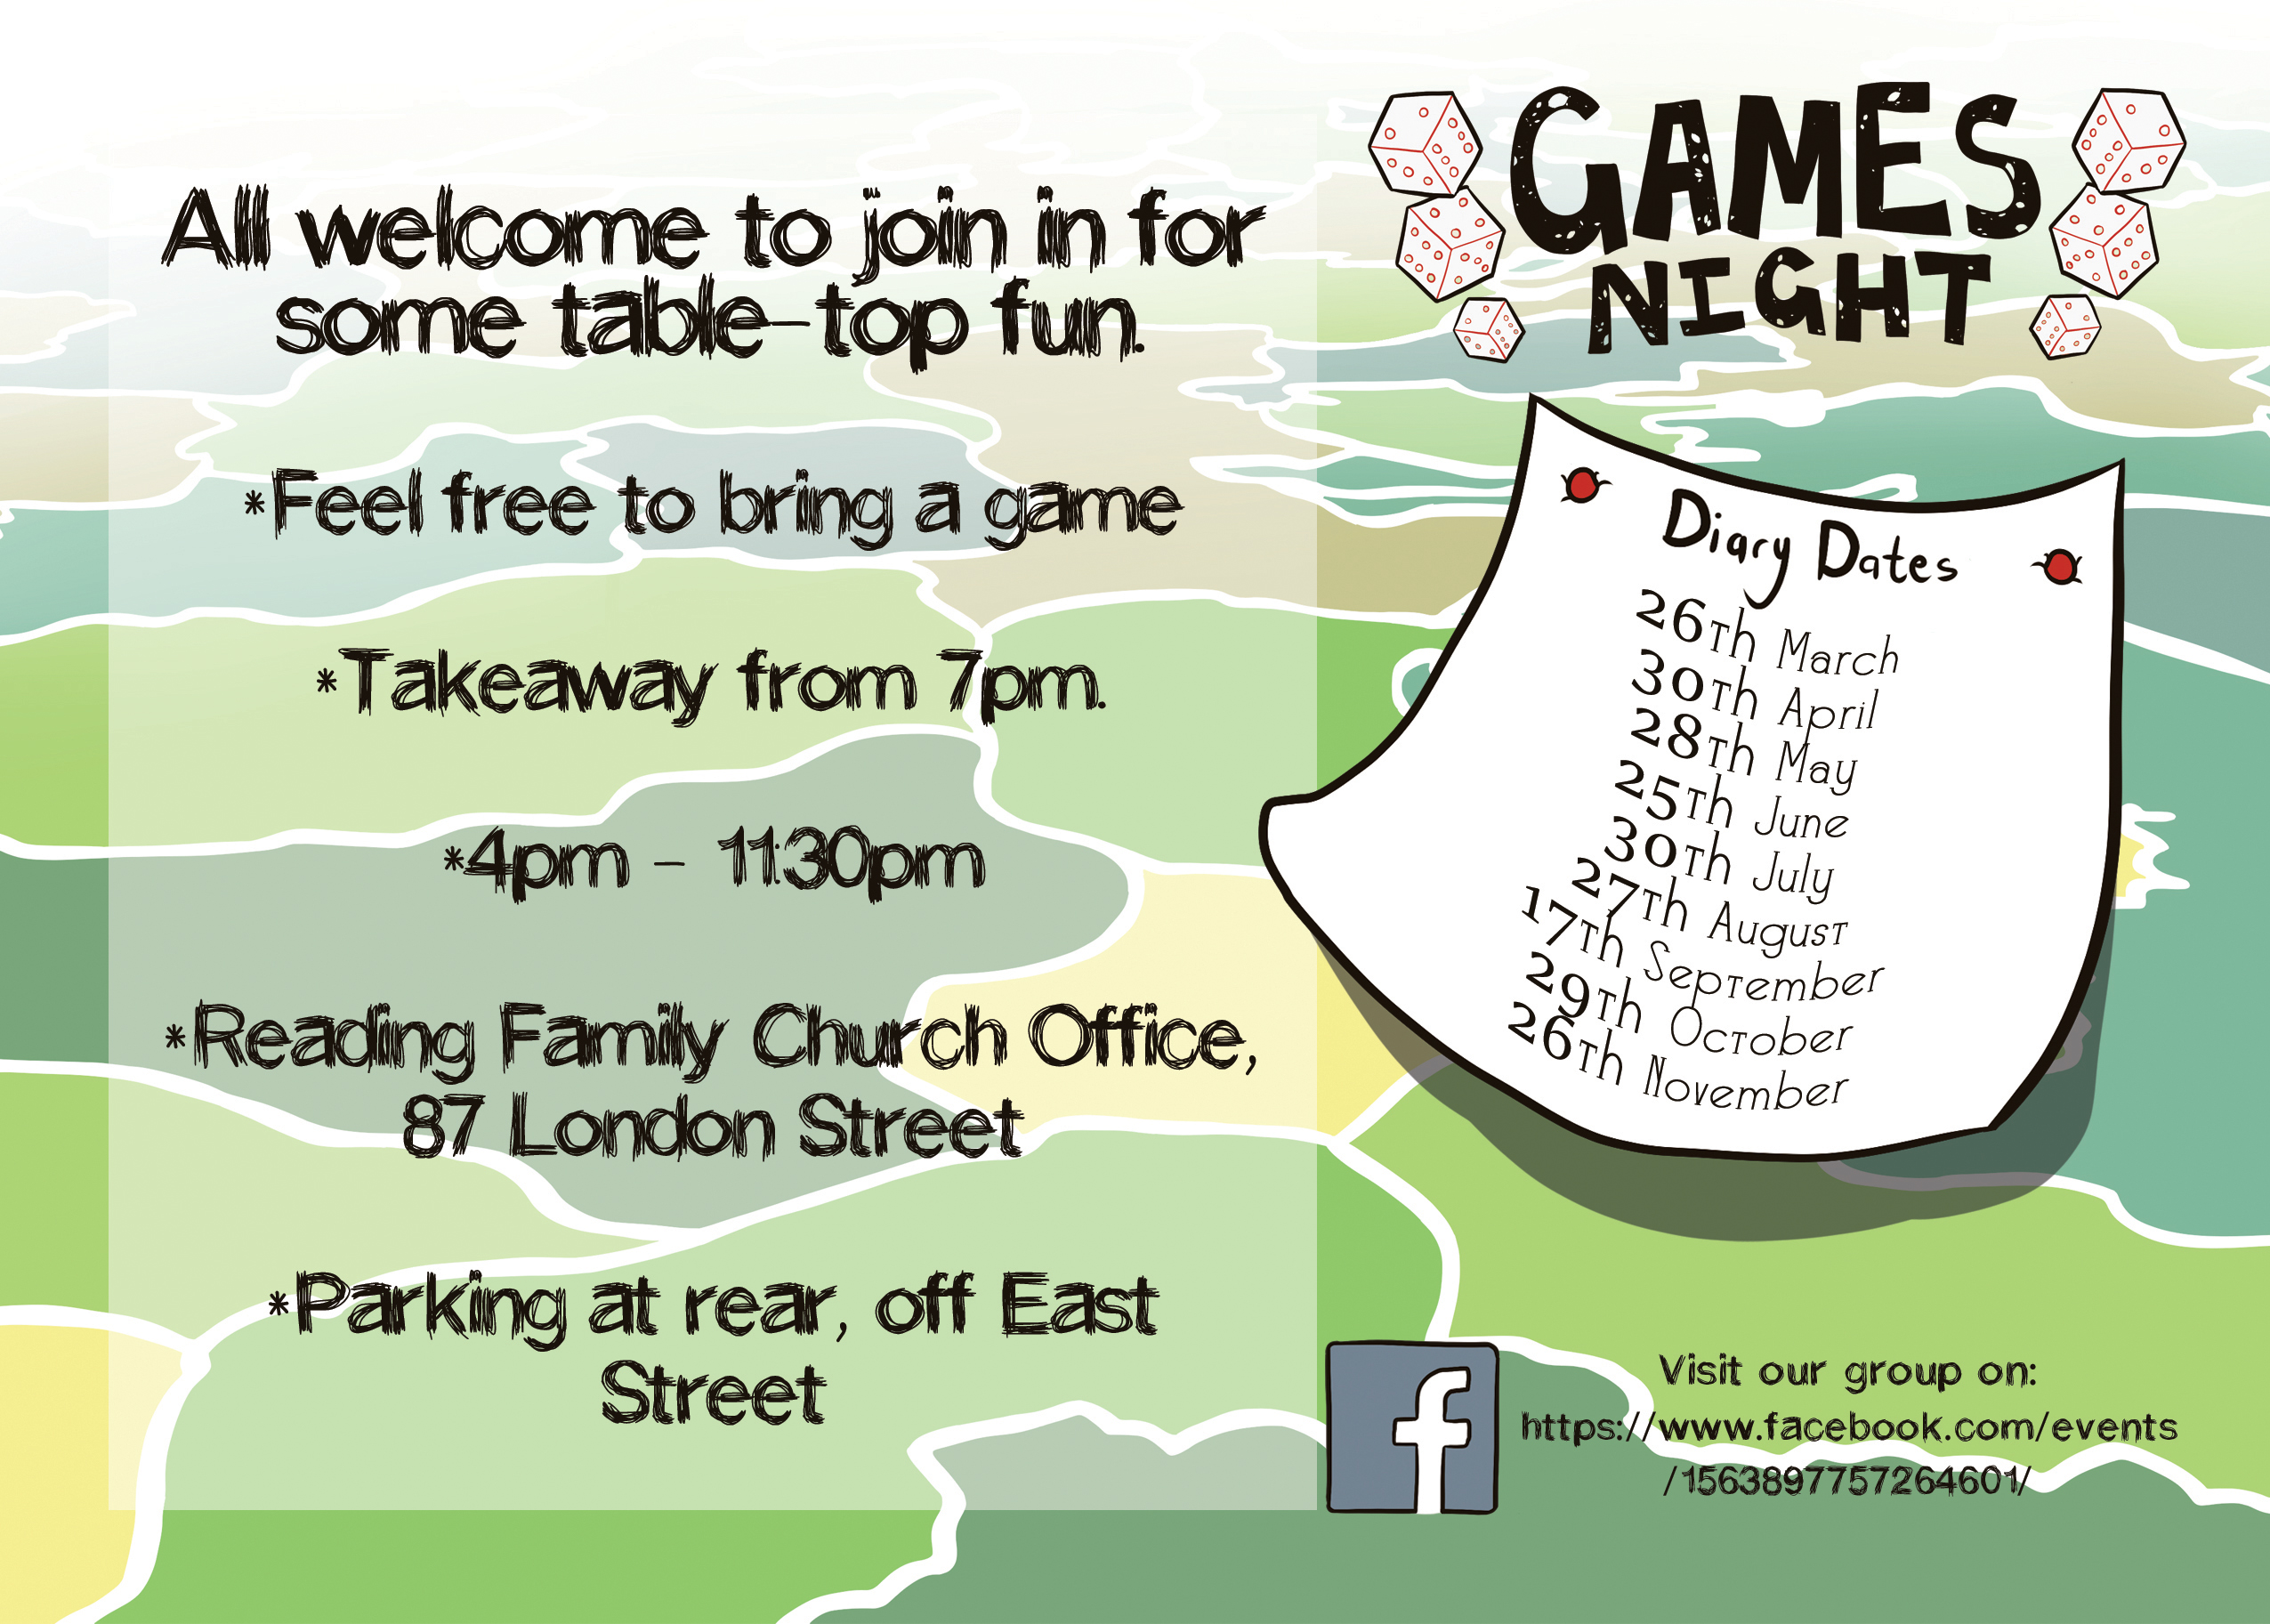 All welcome to join in for
some table-top fun.
*Feel free to bring a game
*Takeaway from 7pm.
*4pm - 11:30pm
*Reading Family Church Office,
87 London Street
*Parking at rear, off East
Street
GAMES
NIGHT
Diary Dates
26th March
30th April
28th May
25th June
30th July
27th August
17th September
29th October
26th November
f
Visit our group on:
https://www.facebook.com/events
/1563897757264601/